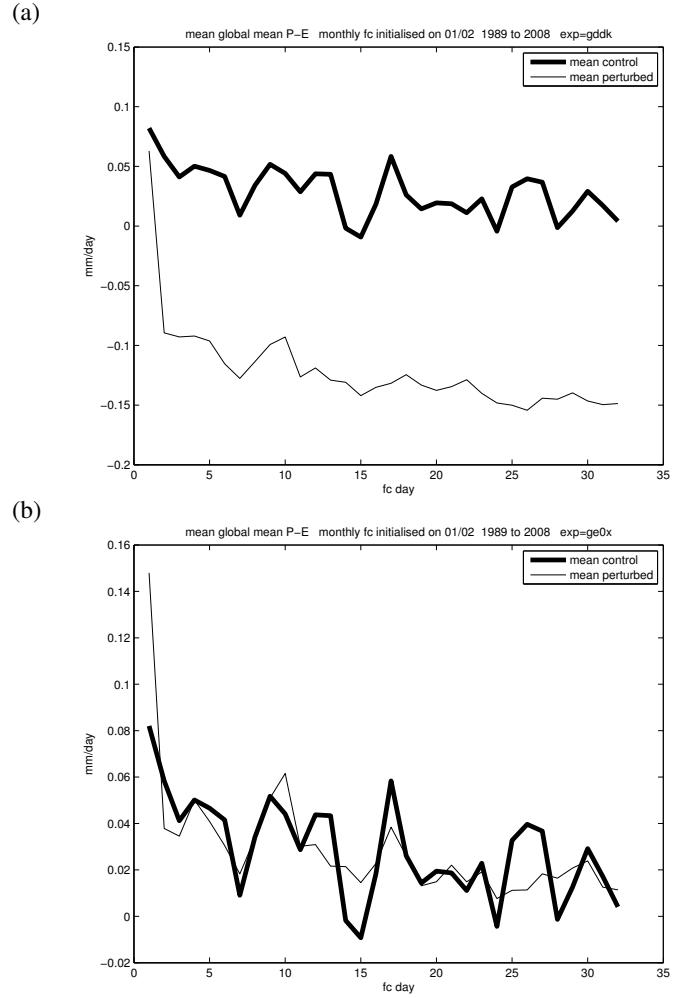 (a)
mean global mean P−E monthly fc initialised on 01/02 1989 to 2008 exp=gddk
0.15
mean control
mean perturbed
0.1
0.05
0
mm/day
−0.05
−0.1
−0.15
−0.2
0 5 10 15 20 25 30 35
fc day
(b)
mean global mean P−E monthly fc initialised on 01/02 1989 to 2008 exp=ge0x
0.16
mean control
mean perturbed
0.14
0.12
0.1
0.08
mm/day
0.06
0.04
0.02
0
−0.02
0 5 10 15 20 25 30 35
fc day